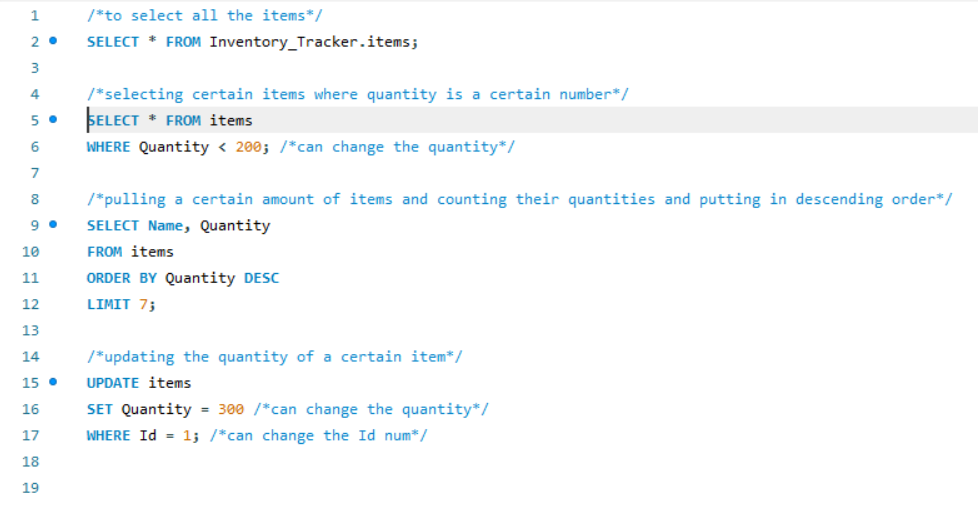 1 /*to select all the items*/
2 SELECT * FROM Inventory_Tracker.items;
3
4 /*selecting certain items where quantity is a certain number*/
5 SELECT * FROM items
6 WHERE Quantity < 200; /*can change the quantity*/
7
8 /*pulling a certain amount of items and counting their quantities and putting in descending order*/
9 SELECT Name, Quantity
10 FROM items
11 ORDER BY Quantity DESC
12 LIMIT 7;
13
14 /*updating the quantity of a certain item*/
15 UPDATE items
16 SET Quantity = 300 /*can change the quantity*/
17 WHERE Id = 1; /*can change the Id num*/
18
19